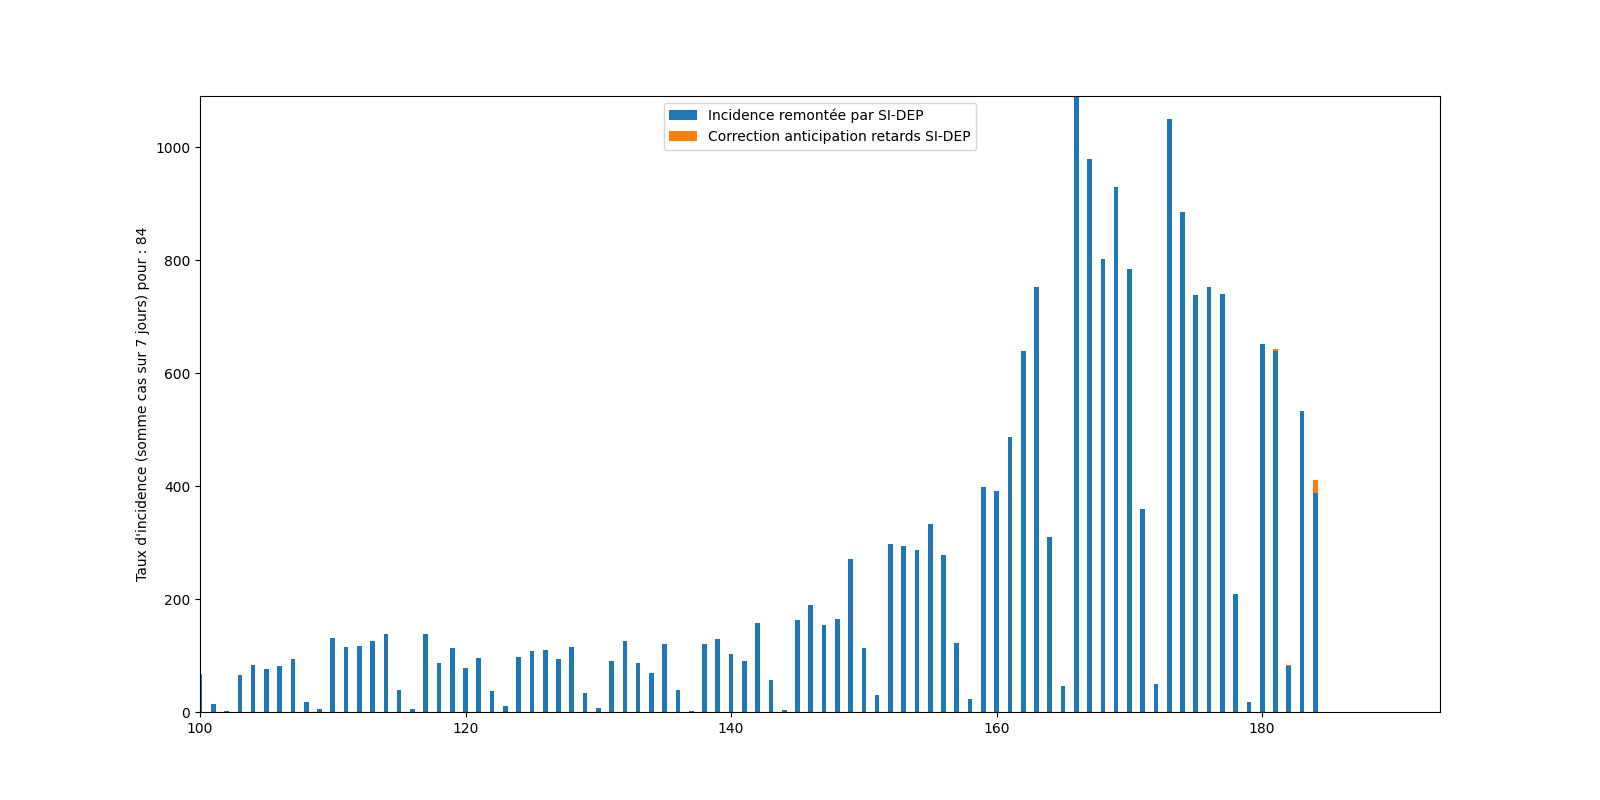 Incidence remontée par SI-DEP
Correction anticipation retards SI-DEP
Taux d'incidence (somme cas sur 7 jours) pour : 84
1000
800
600
400
200
0
100 120 140 160 180